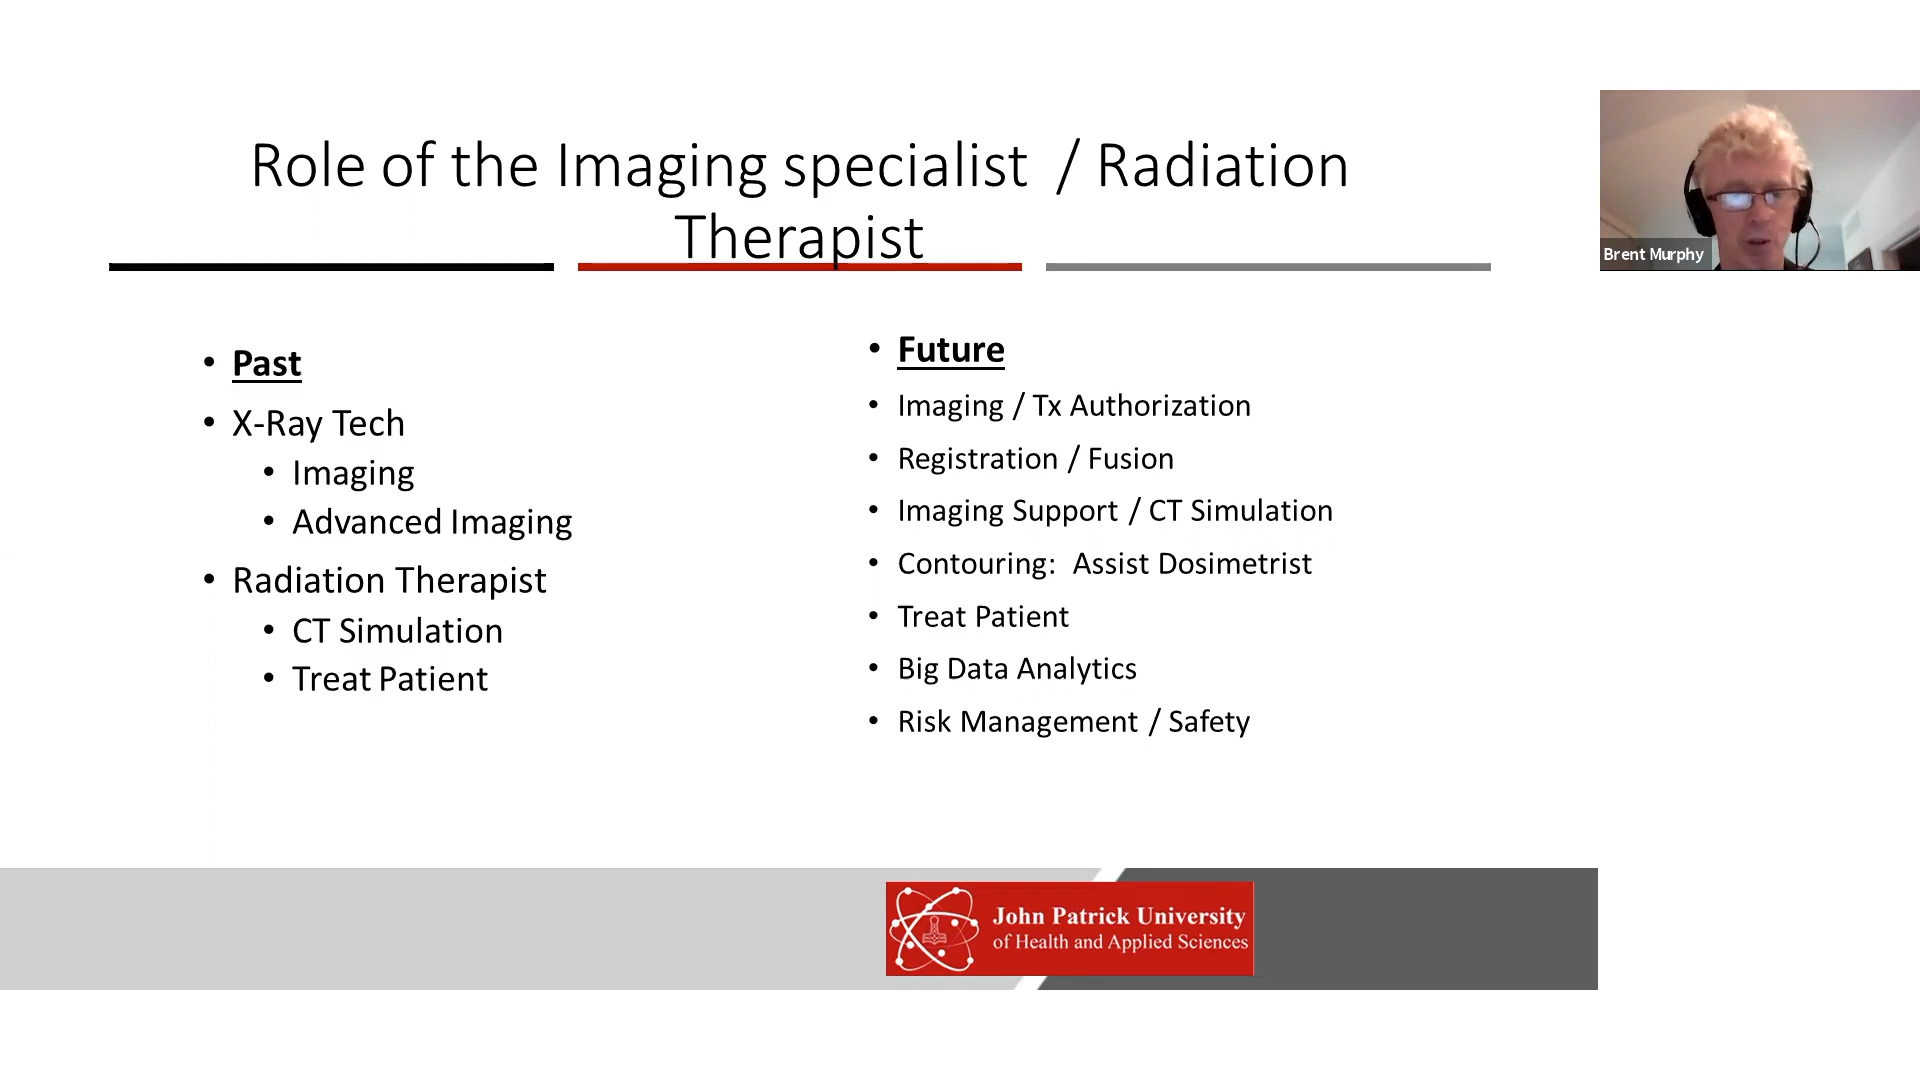 Role of the Imaging specialist / Radiation
Therapist
• Past
• X-Ray Tech
• Imaging
• Advanced Imaging
• Radiation Therapist
• CT Simulation
• Treat Patient
• Future
• Imaging / Tx Authorization
• Registration / Fusion
• Imaging Support / CT Simulation
• Contouring: Assist Dosimetrist
• Treat Patient
• Big Data Analytics
• Risk Management / Safety
John Patrick University
of Health and Applied Sciences
Brent Murphy